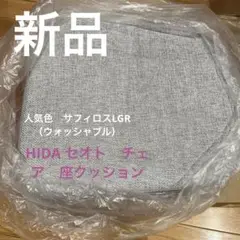 新品
人気色　サフィロスLGR
（ウォッシャブル）
HIDA セオト　チェ
ア　座クッション